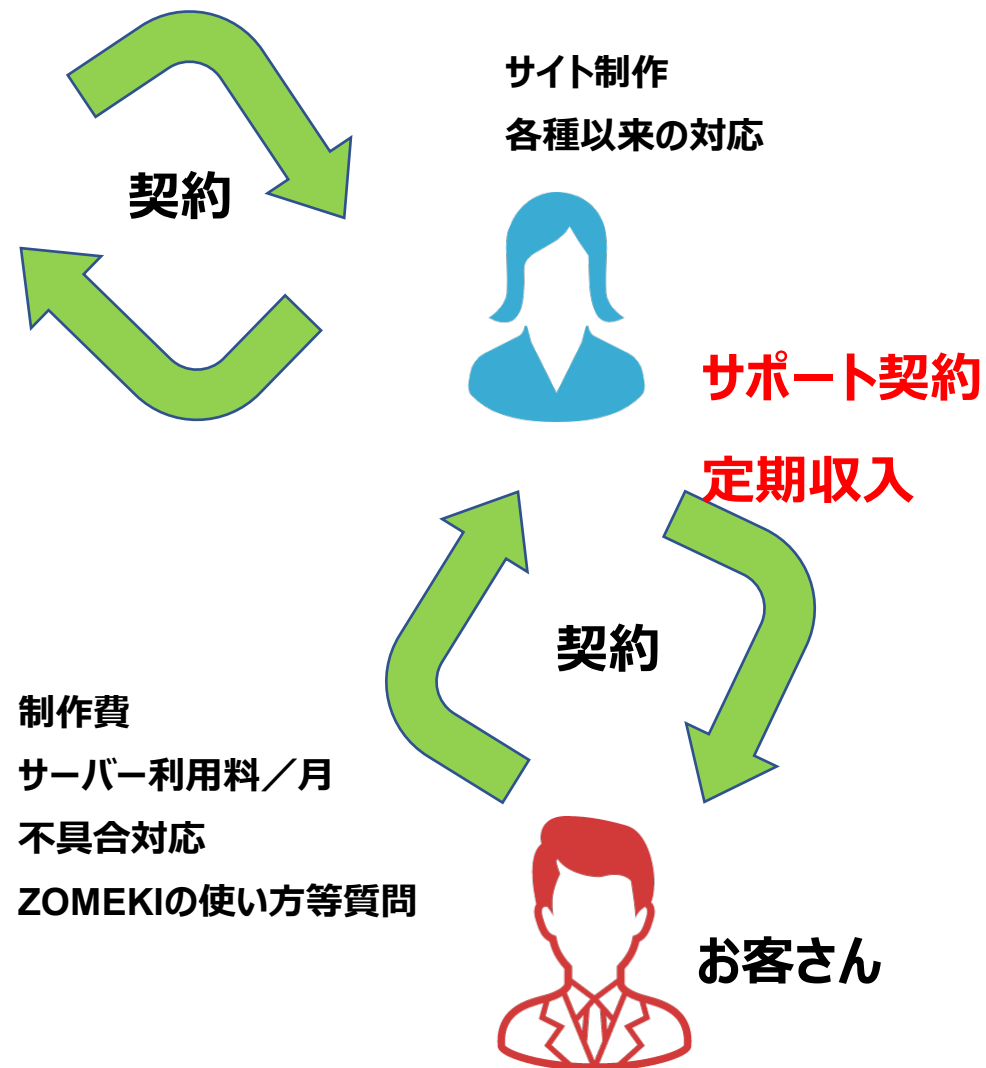 サイト制作
各種以来の対応
契約
サポート契約
定期収入
契約
制作費
サーバー利用料／月
不具合対応
ZOMEKIの使い方等質問
お客さん